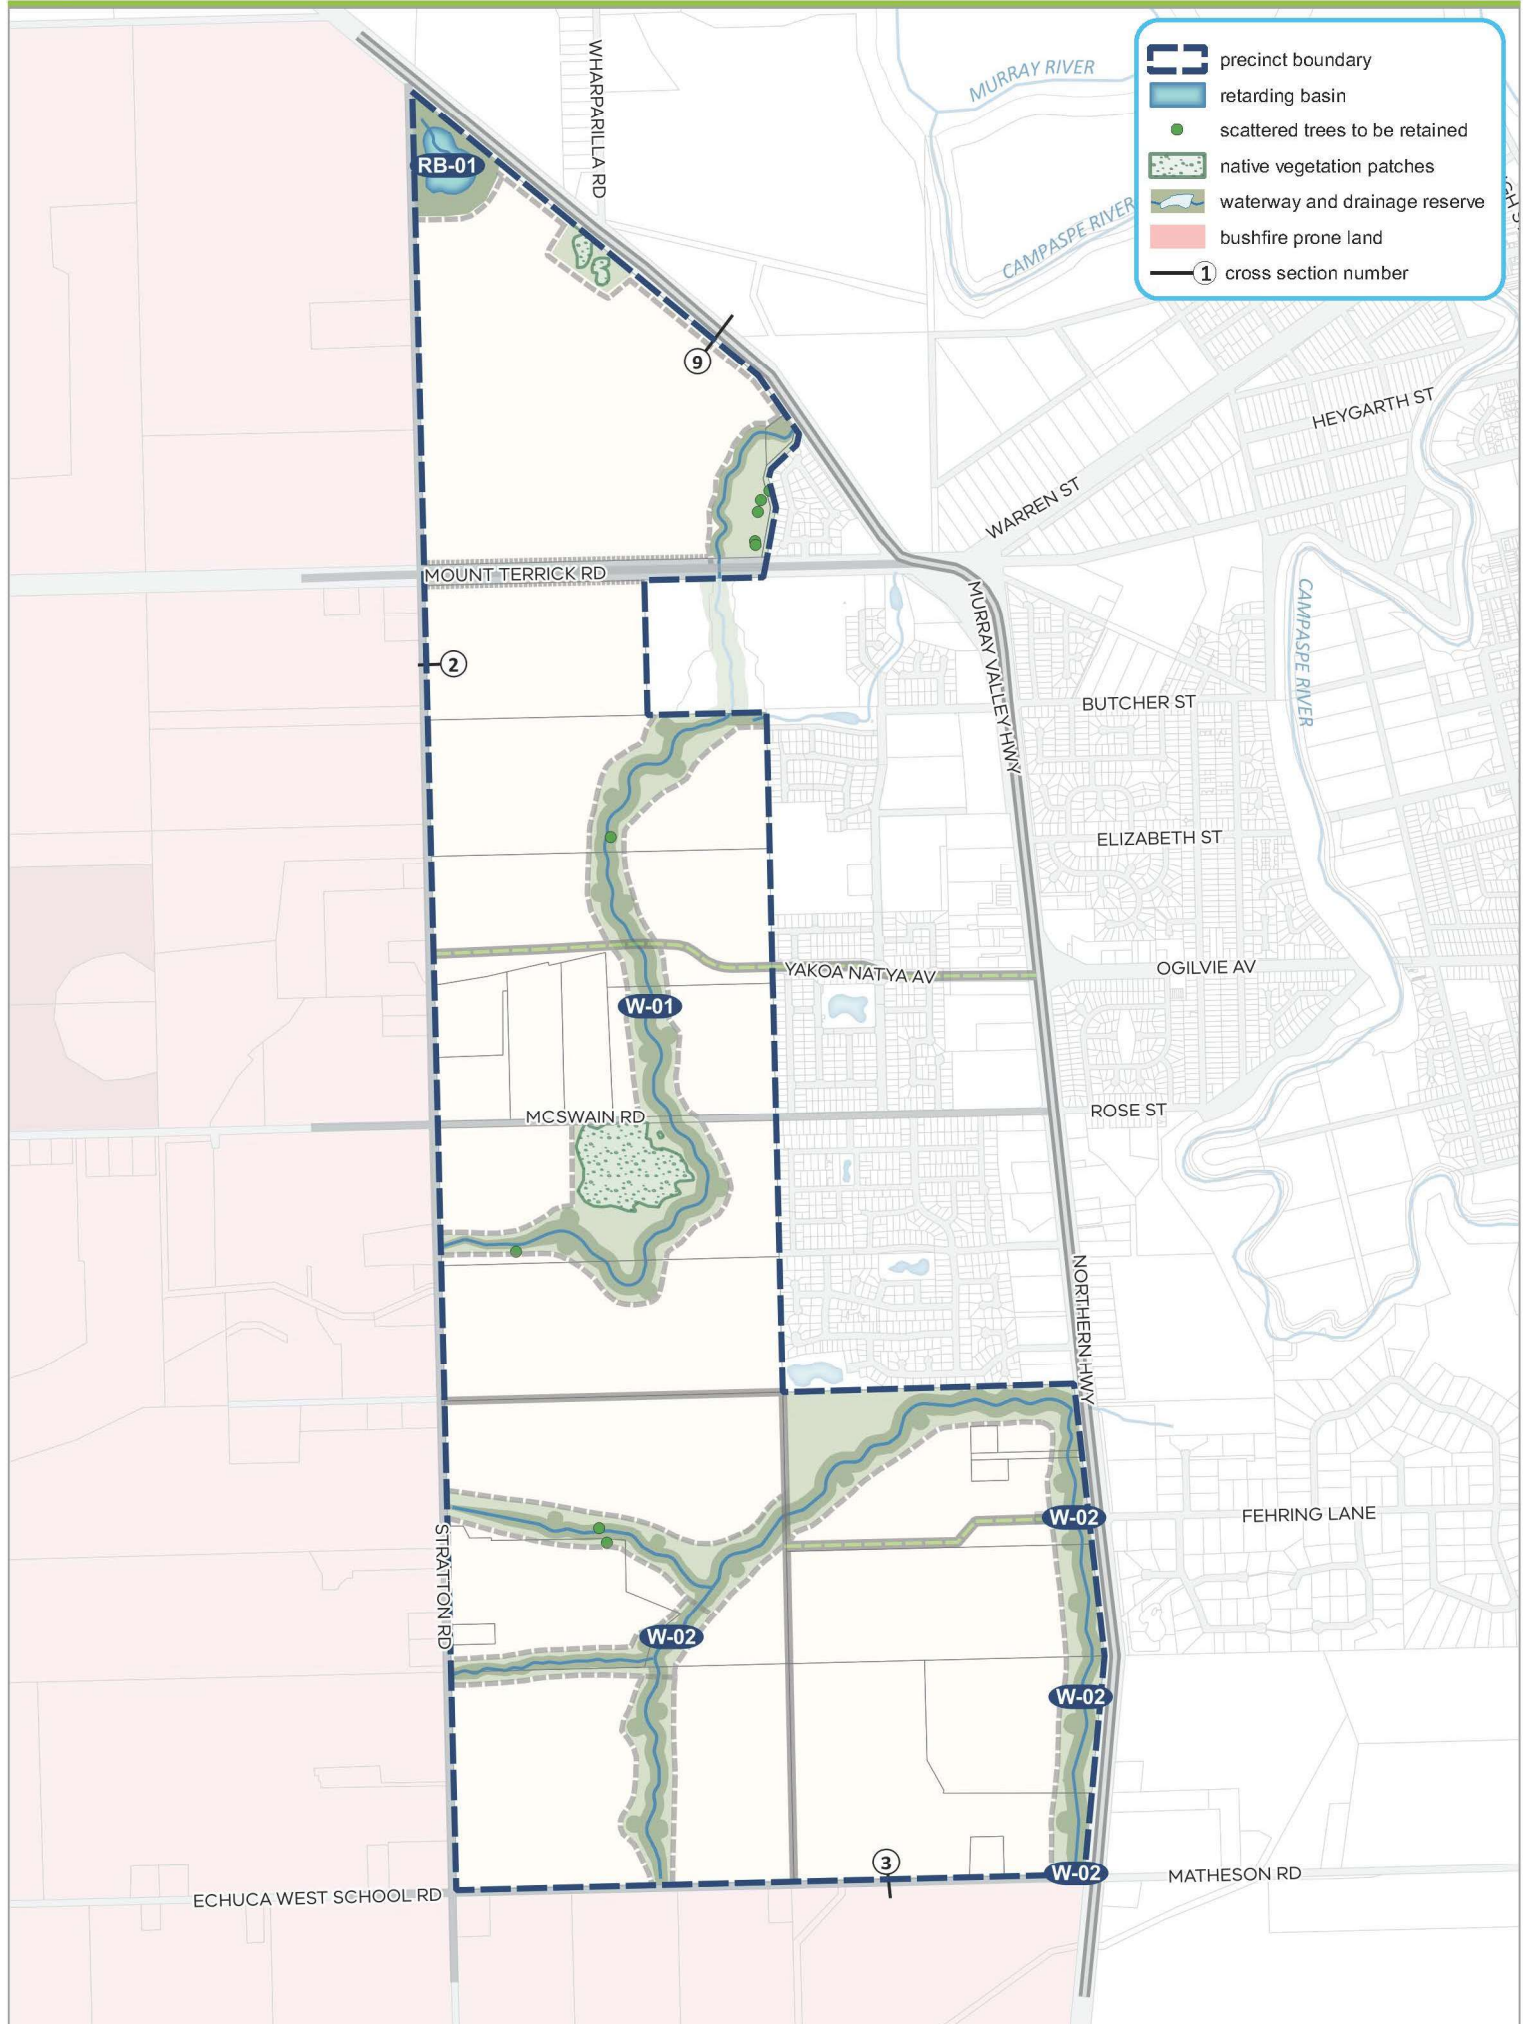 WHARPARILLA RD
MURRAY RIVER
precinct boundary
retarding basin
scattered trees to be retained
native vegetation patches
waterway and drainage reserve
bushfire prone land
1 cross section number
RB-01
CAMPASPE RIVER
9
HEYGARTH ST
WARREN ST
MOUNT TERRICK RD
MURRAY VALLEY HWY
CAMPASPE RIVER
2
BUTCHER ST
ELIZABETH ST
YAKOA NATYA AV
OGILVIE AV
W-01
MCSWAIN RD
ROSE ST
NORTHERN HWY
W-02
FEHRING LANE
STRATTON RD
W-02
W-02
3
W-02
MATHESON RD
ECHUCA WEST SCHOOL RD